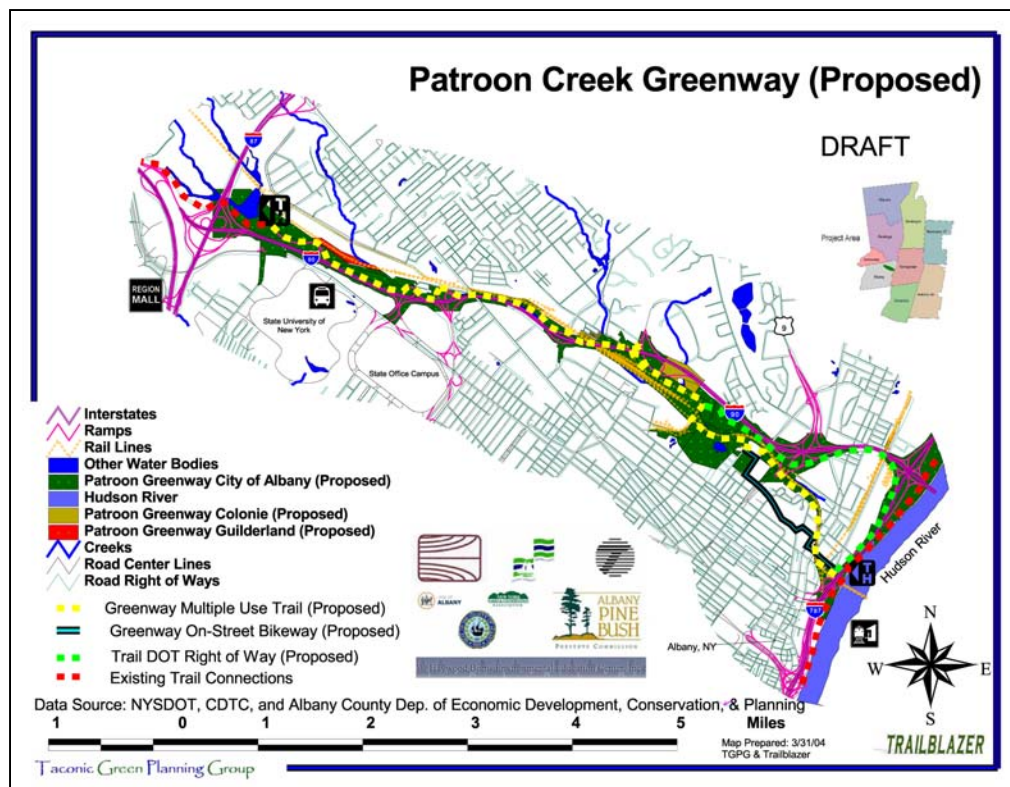 Patroon Creek Greenway (Proposed)
DRAFT
Project Area
87
T
H
90
REGION
MALL
State University of
New York
State Office Campus
9
90
Interstates
Ramps
Rail Lines
Other Water Bodies
Patroon Greenway City of Albany (Proposed)
Hudson River
Patroon Greenway Colonie (Proposed)
Patroon Greenway Guilderland (Proposed)
Creeks
Road Center Lines
Road Right of Ways
Greenway Multiple Use Trail (Proposed)
Greenway On-Street Bikeway (Proposed)
Trail DOT Right of Way (Proposed)
Existing Trail Connections
ALBANY
ALBANY
PINE
BUSH
PRESERVE COMMISSION
Hudson River
T
H
787
Albany, NY
N
W
E
S
Data Source: NYSDOT, CDTC, and Albany County Dep. of Economic Development, Conservation, & Planning
1 0 1 2 3 4 5 Miles
Map Prepared: 3/31/04
TGPG & Trailblazer
TRAILBLAZER
Taconic Green Planning Group